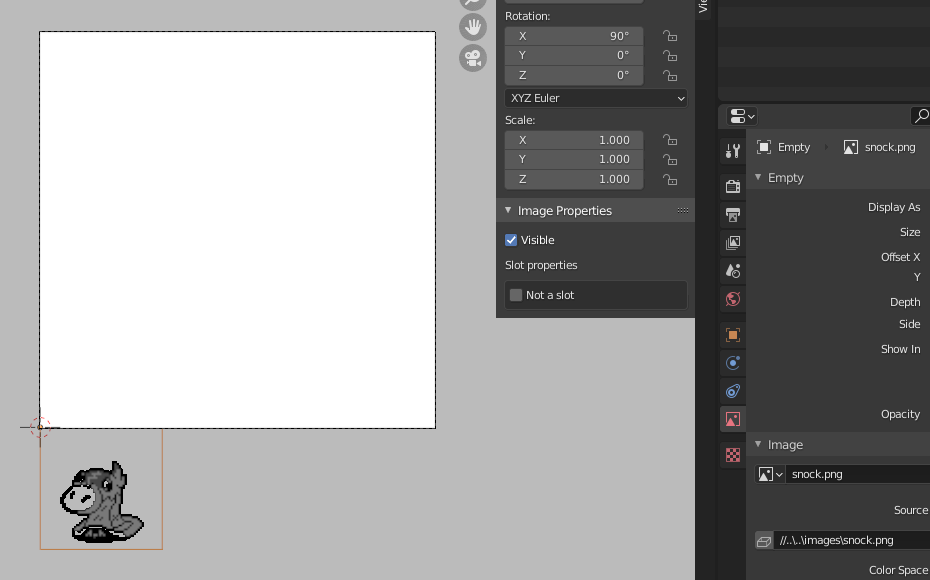 Rotation:
X 90°
Y 0°
Z 0°
XYZ Euler
Scale:
X 1.000
Y 1.000
Z 1.000
Image Properties
Visible
Slot properties
Not a slot
Empty snock.png
Empty
Display As
Size
Offset X
Y
Depth
Side
Show In
Opacity
Image
snock.png
Source
//..\..\images\snock.png
Color Space